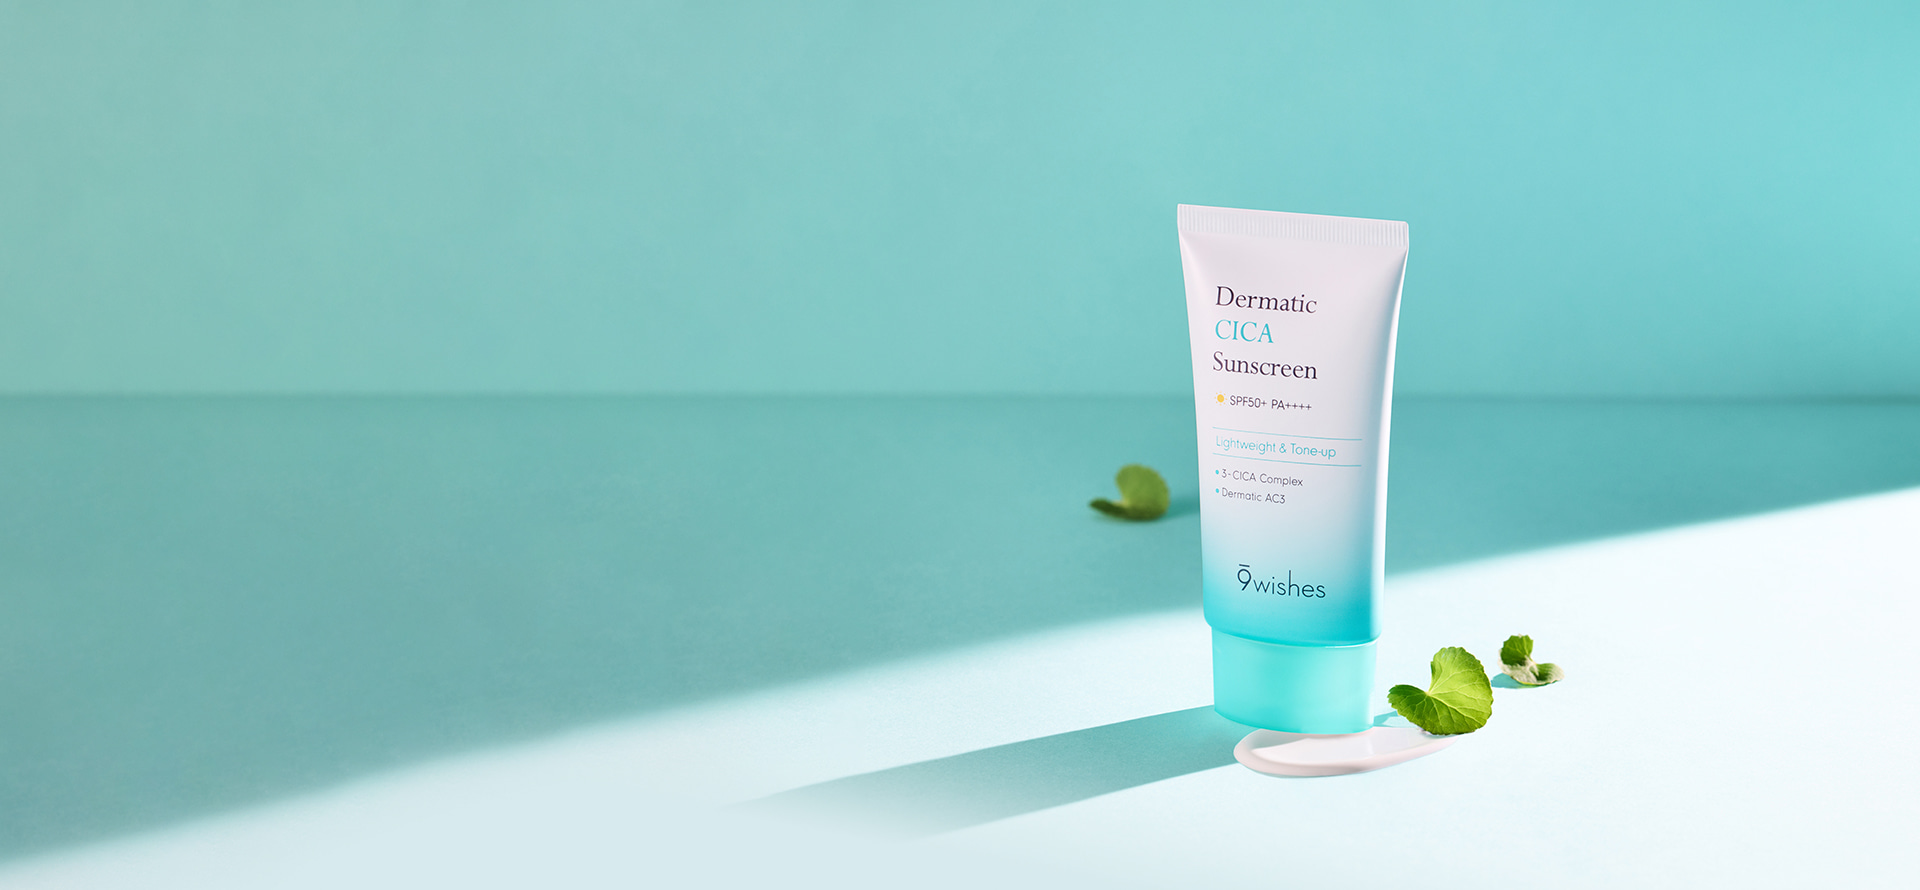 Dermatic
CICA
Sunscreen
SPF50+ PA++++
Lightweight & Tone-up
3-CICA Complex
Dermatic AC3
9wishes